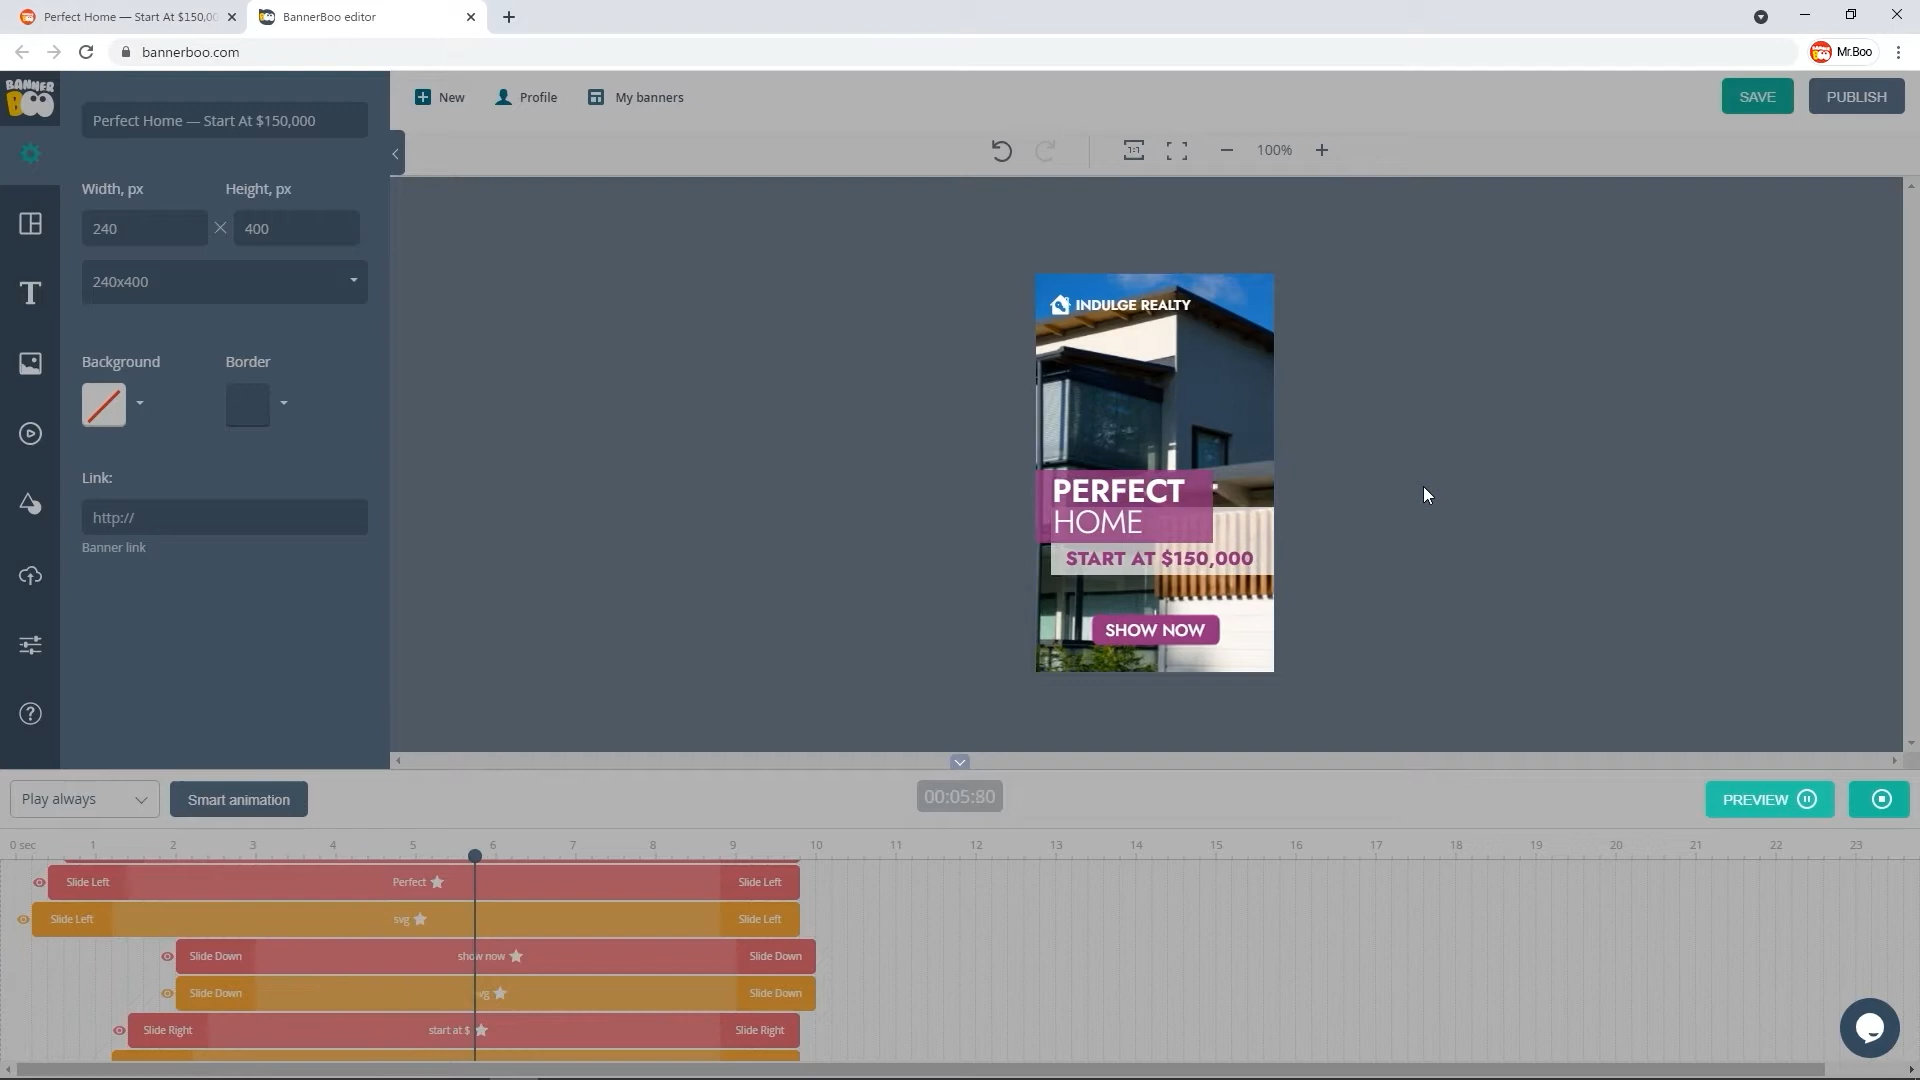 Perfect Home — Start At $150,00
BannerBoo editor
bannerboo.com
Mr.Boo
BANNER
BOO
Perfect Home — Start At $150,000
New
Profile
My banners
SAVE
PUBLISH
1:1
100%
Width, px
Height, px
240
400
240x400
Background
Border
Link:
http://
Banner link
INDULGE REALTY
PERFECT
HOME
START AT $150,000
SHOW NOW
Play always
Smart animation
00:05:80
PREVIEW
0 sec 1 2 3 4 5 6 7 8 9 10 11 12 13 14 15 16 17 18 19 20 21 22 23
Slide Left Perfect Slide Left
Slide Left svg Slide Left
Slide Down show now Slide Down
Slide Down svg Slide Down
Slide Right start at $ Slide Right